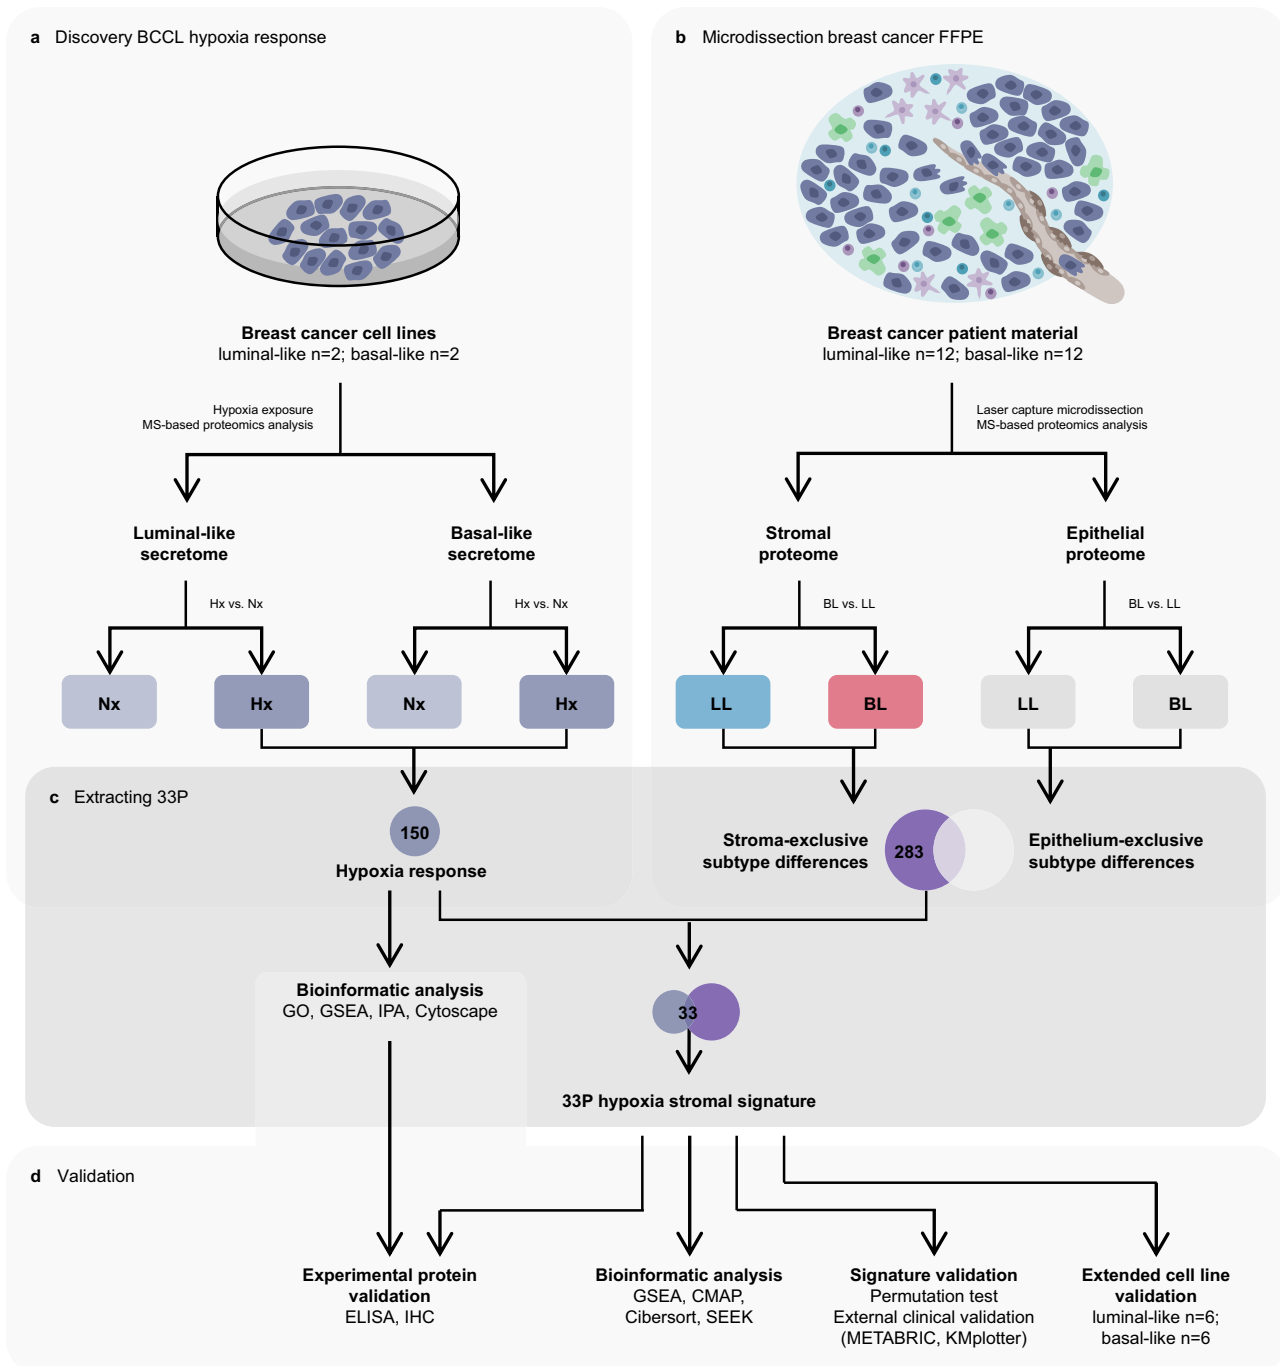 a Discovery BCCL hypoxia response
Breast cancer cell lines
luminal-like n=2; basal-like n=2
Hypoxia exposure
MS-based proteomics analysis
Luminal-like
secretome
Basal-like
secretome
Hx vs. Nx
Hx vs. Nx
Nx
Hx
Nx
Hx
b Microdissection breast cancer FFPE
Breast cancer patient material
luminal-like n=12; basal-like n=12
Laser capture microdissection
MS-based proteomics analysis
Stromal
proteome
Epithelial
proteome
BL vs. LL
BL vs. LL
LL
BL
LL
BL
c Extracting 33P
150
Hypoxia response
Stroma-exclusive
subtype differences
283
Epithelium-exclusive
subtype differences
Bioinformatic analysis
GO, GSEA, IPA, Cytoscape
33
33P hypoxia stromal signature
d Validation
Experimental protein
validation
ELISA, IHC
Bioinformatic analysis
GSEA, CMAP,
Cibersort, SEEK
Signature validation
Permutation test
External clinical validation
(METABRIC, KMplotter)
Extended cell line
validation
luminal-like n=6;
basal-like n=6